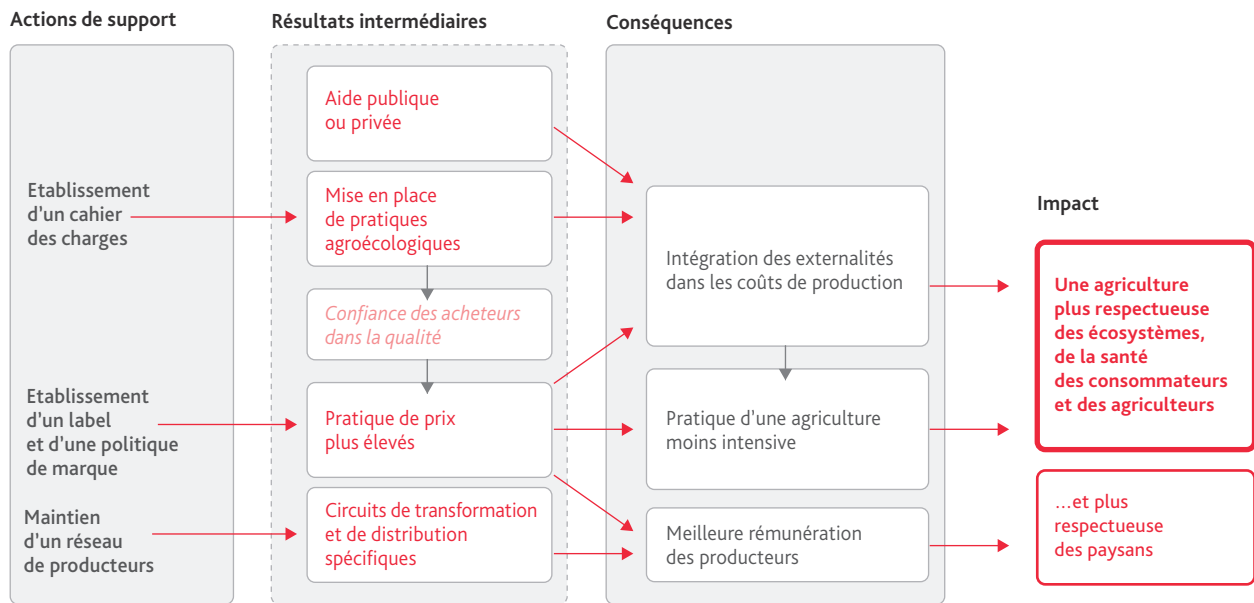 Actions de support
Résultats intermédiaires
Conséquences
Impact
Etablissement
d'un cahier
des charges
Etablissement
d'un label
et d'une politique
de marque
Maintien
d'un réseau
de producteurs
Aide publique
ou privée
Mise en place
de pratiques
agroécologiques
Confiance des acheteurs
dans la qualité
Pratique de prix
plus élevés
Circuits de transformation
et de distribution
spécifiques
Intégration des externalités
dans les coûts de production
Pratique d'une agriculture
moins intensive
Meilleure rémunération
des producteurs
Une agriculture
plus respectueuse
des écosystèmes,
de la santé
des consommateurs
et des agriculteurs
...et plus
respectueuse
des paysans